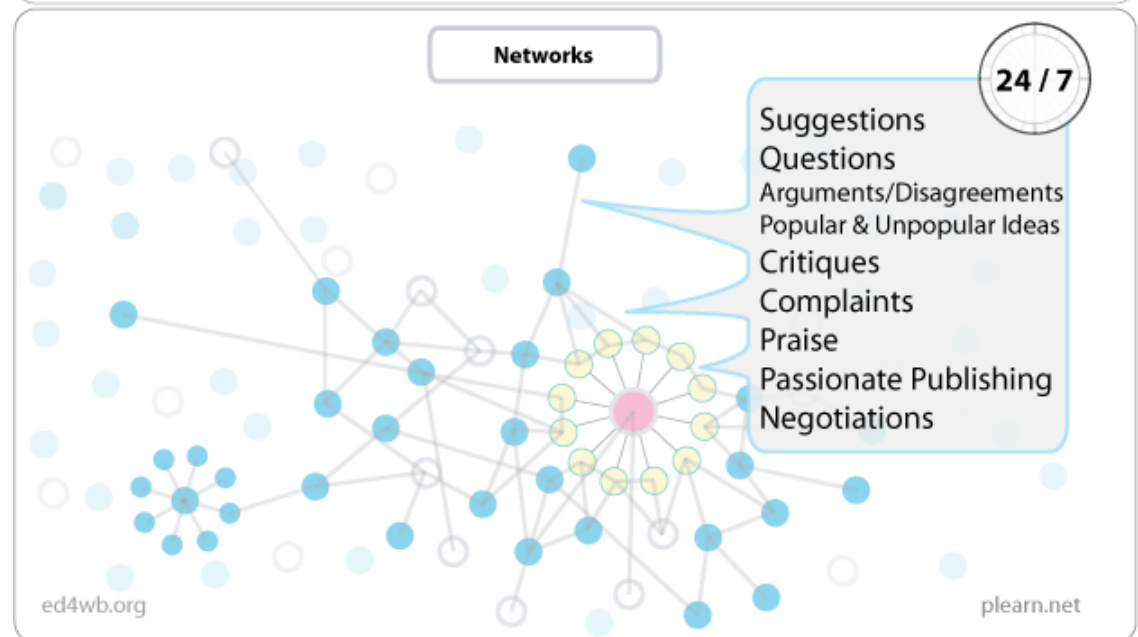 Networks
24 / 7
Suggestions
Questions
Arguments/Disagreements
Popular & Unpopular Ideas
Critiques
Complaints
Praise
Passionate Publishing
Negotiations
ed4wb.org
plearn.net